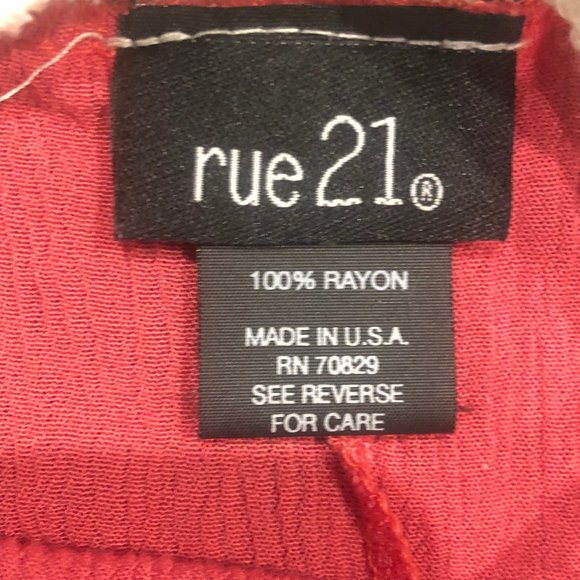 rue21®
100% RAYON
MADE IN U.S.A.
RN 70829
SEE REVERSE
FOR CARE